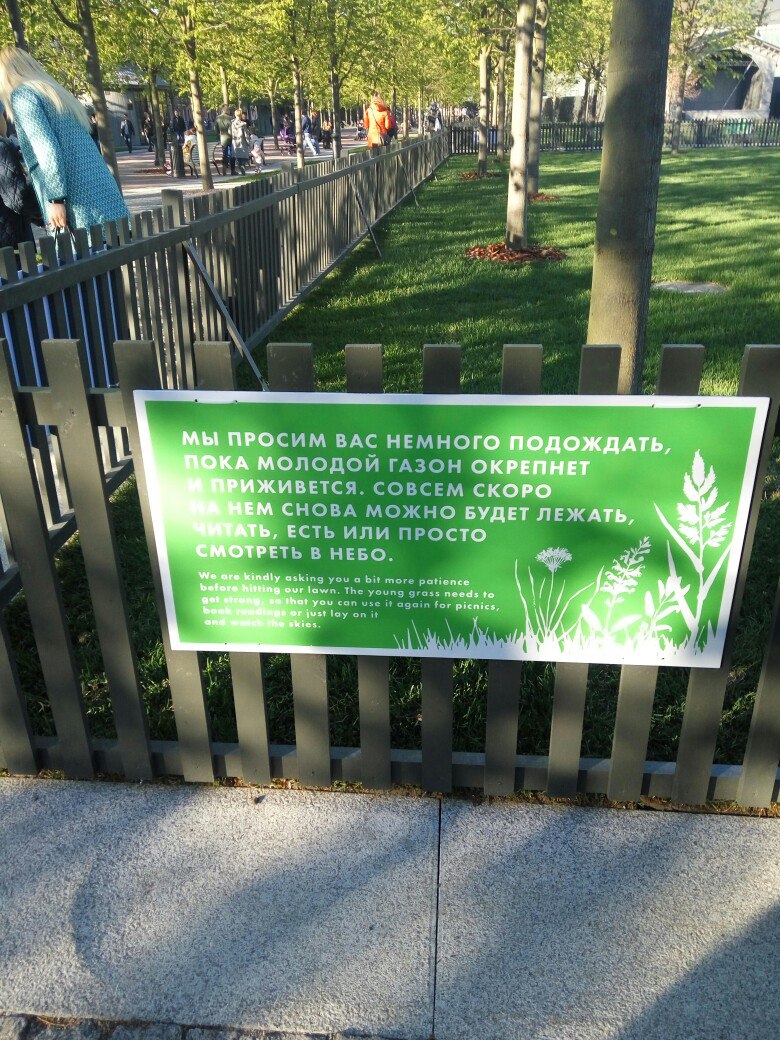 МЫ ПРОСИМ ВАС НЕМНОГО ПОДОЖДАТЬ,
ПОКА МОЛОДОЙ ГАЗОН ОКРЕПНЕТ
И ПРИЖИВЕТСЯ. СОВСЕМ СКОРО
НА НЕМ СНОВА МОЖНО БУДЕТ ЛЕЖАТЬ,
ЧИТАТЬ, ЕСТЬ ИЛИ ПРОСТО
СМОТРЕТЬ В НЕБО.
We are kindly asking you a bit more patience
before hitting our lawn. The young grass needs to
get strong, so that you can use it again for picnics,
book readings or just lay on it
and watch the skies.